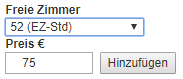 Freie Zimmer
52 (EZ-Std)
Preis €
75 Hinzufügen